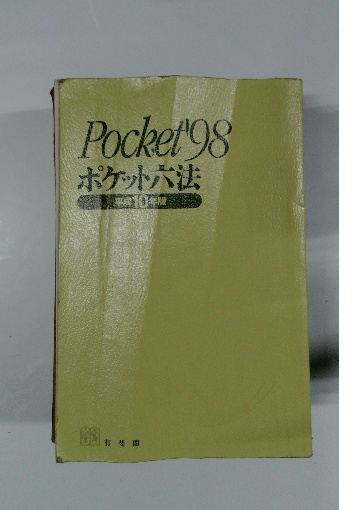 Pocket'98
ポケット六法
平成10年版
有斐閣